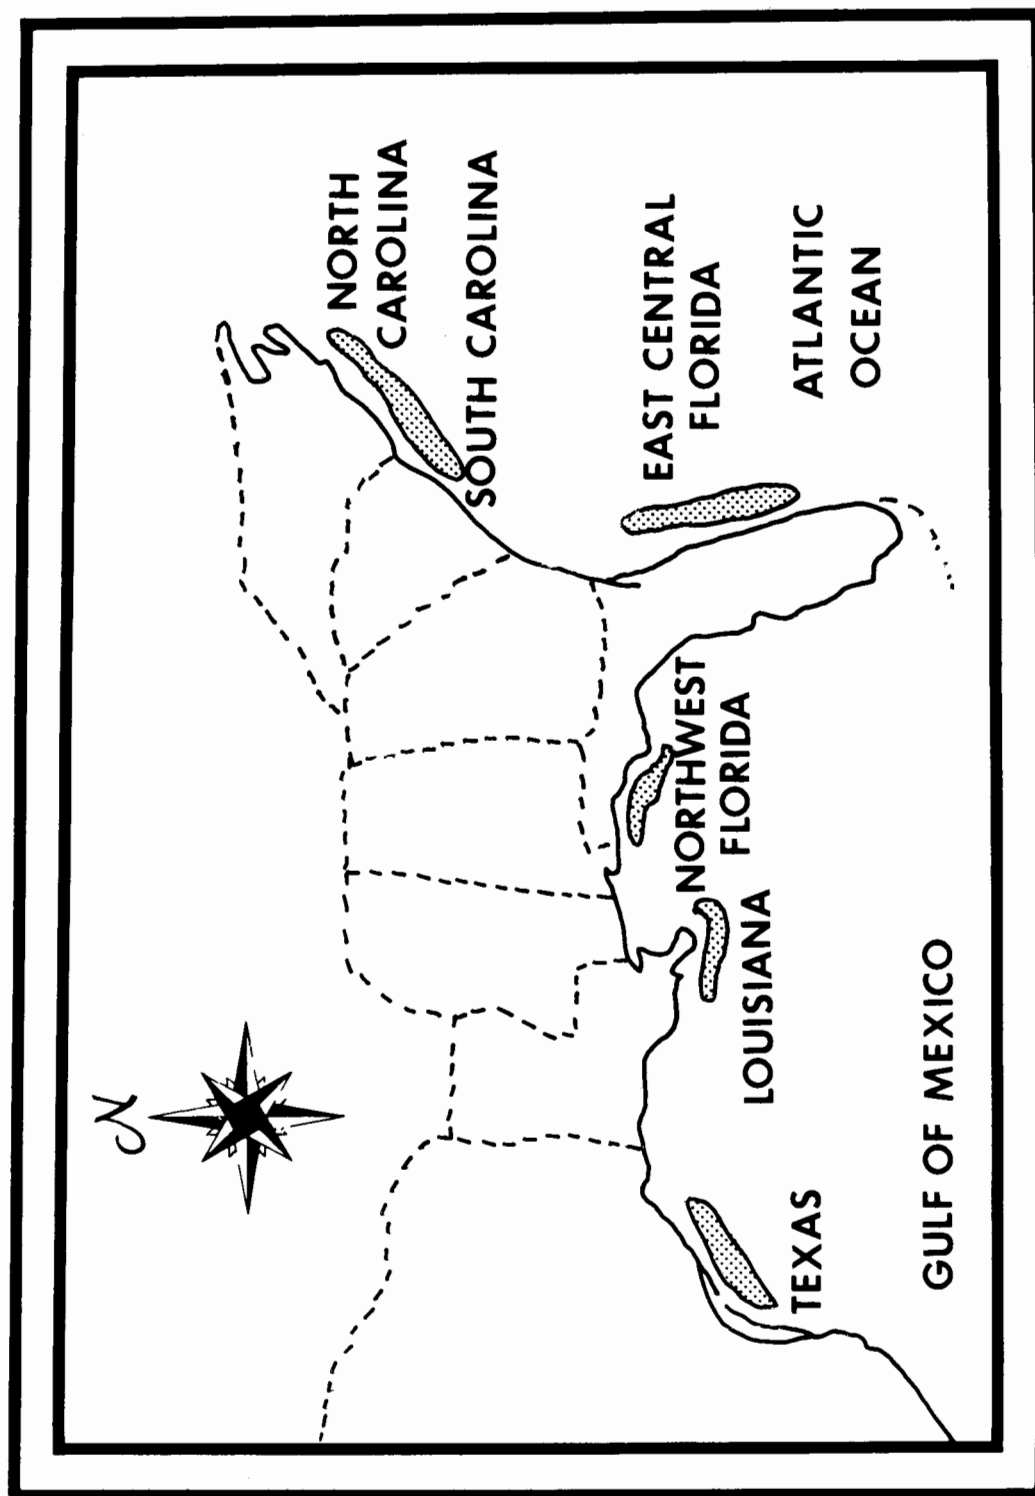 N
NORTH
CAROLINA
SOUTH CAROLINA
EAST CENTRAL
FLORIDA
ATLANTIC
OCEAN
NORTHWEST
FLORIDA
LOUISIANA
TEXAS
GULF OF MEXICO